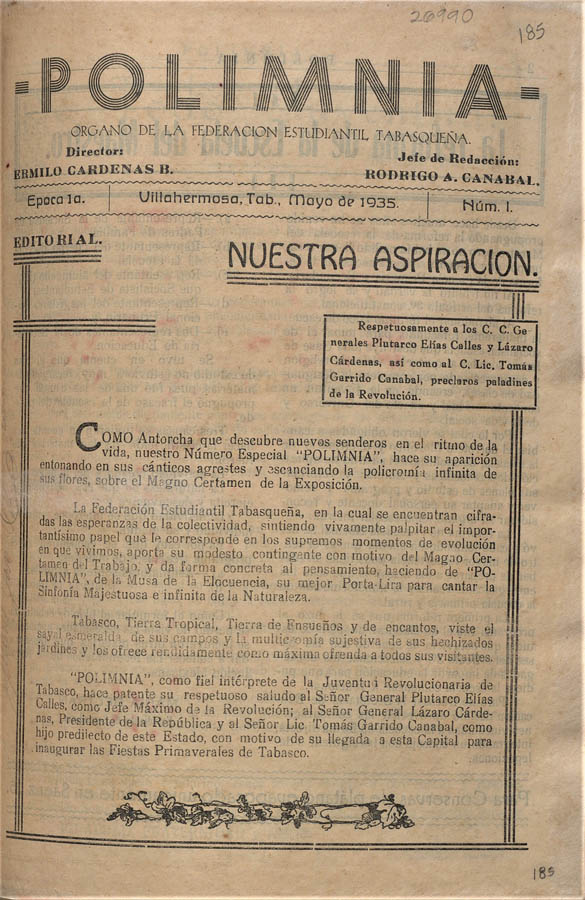 26990
185
POLIMNIA
ORGANO DE LA FEDERACION ESTUDIANTIL TABASQUEÑA.
Director:
ERMILO CARDENAS B.
Jefe de Redacción:
RODRIGO A. CANABAL.
Epoca 1a.
Villahermosa, Tab., Mayo de 1935.
Núm. I.
EDITORIAL.
NUESTRA ASPIRACION.
Respetuosamente a los C. C. Ge-
nerales Plutarco Elías Calles y Lázaro
Cárdenas, así como al C. Lic. Tomás
Garrido Canabal, preclaros paladines
de la Revolución.
COMO Antorcha que descubre nuevos senderos en el ritmo de la
vida, nuestro Número Especial "POLIMNIA", hace su aparición
entonando en sus cánticos agrestes y escanciando la policromía infinita de
sus flores, sobre el Magno Certamen de la Exposición.
La Federación Estudiantil Tabasqueña, en la cual se encuentran cifra-
das las esperanzas de la colectividad, sintiendo vivamente palpitar el impor-
tantísimo papel que le corresponde en los supremos momentos de evolución
en que vivimos, aporta su modesto contingente con motivo del Magno Cer-
tamen del Trabajo, y da forma concreta al pensamiento, haciendo de "PO-
LIMNIA", de la Musa de la Elocuencia, su mejor Porta-Lira para cantar la
Sinfonía Majestuosa e infinita de la Naturaleza.
Tabasco, Tierra Tropical, Tierra de Ensueños y de encantos, viste el
sayal esmeralda de sus campos y la multicromía sujestiva de sus hechizados
jardines y los ofrece rendidamente como máxima ofrenda a todos sus visitantes.
"POLIMNIA", como fiel intérprete de la Juventud Revolucionaria de
Tabasco, hace patente su respetuoso saludo al Señor General Plutarco Elías
Calles, como Jefe Máximo de la Revolución; al Señor General Lázaro Cárde-
nas, Presidente de la República y al Señor Lic Tomás Garrido Canabal, como
hijo predilecto de este Estado, con motivo de su llegada a esta Capital para
inaugurar las Fiestas Primaverales de Tabasco.
185